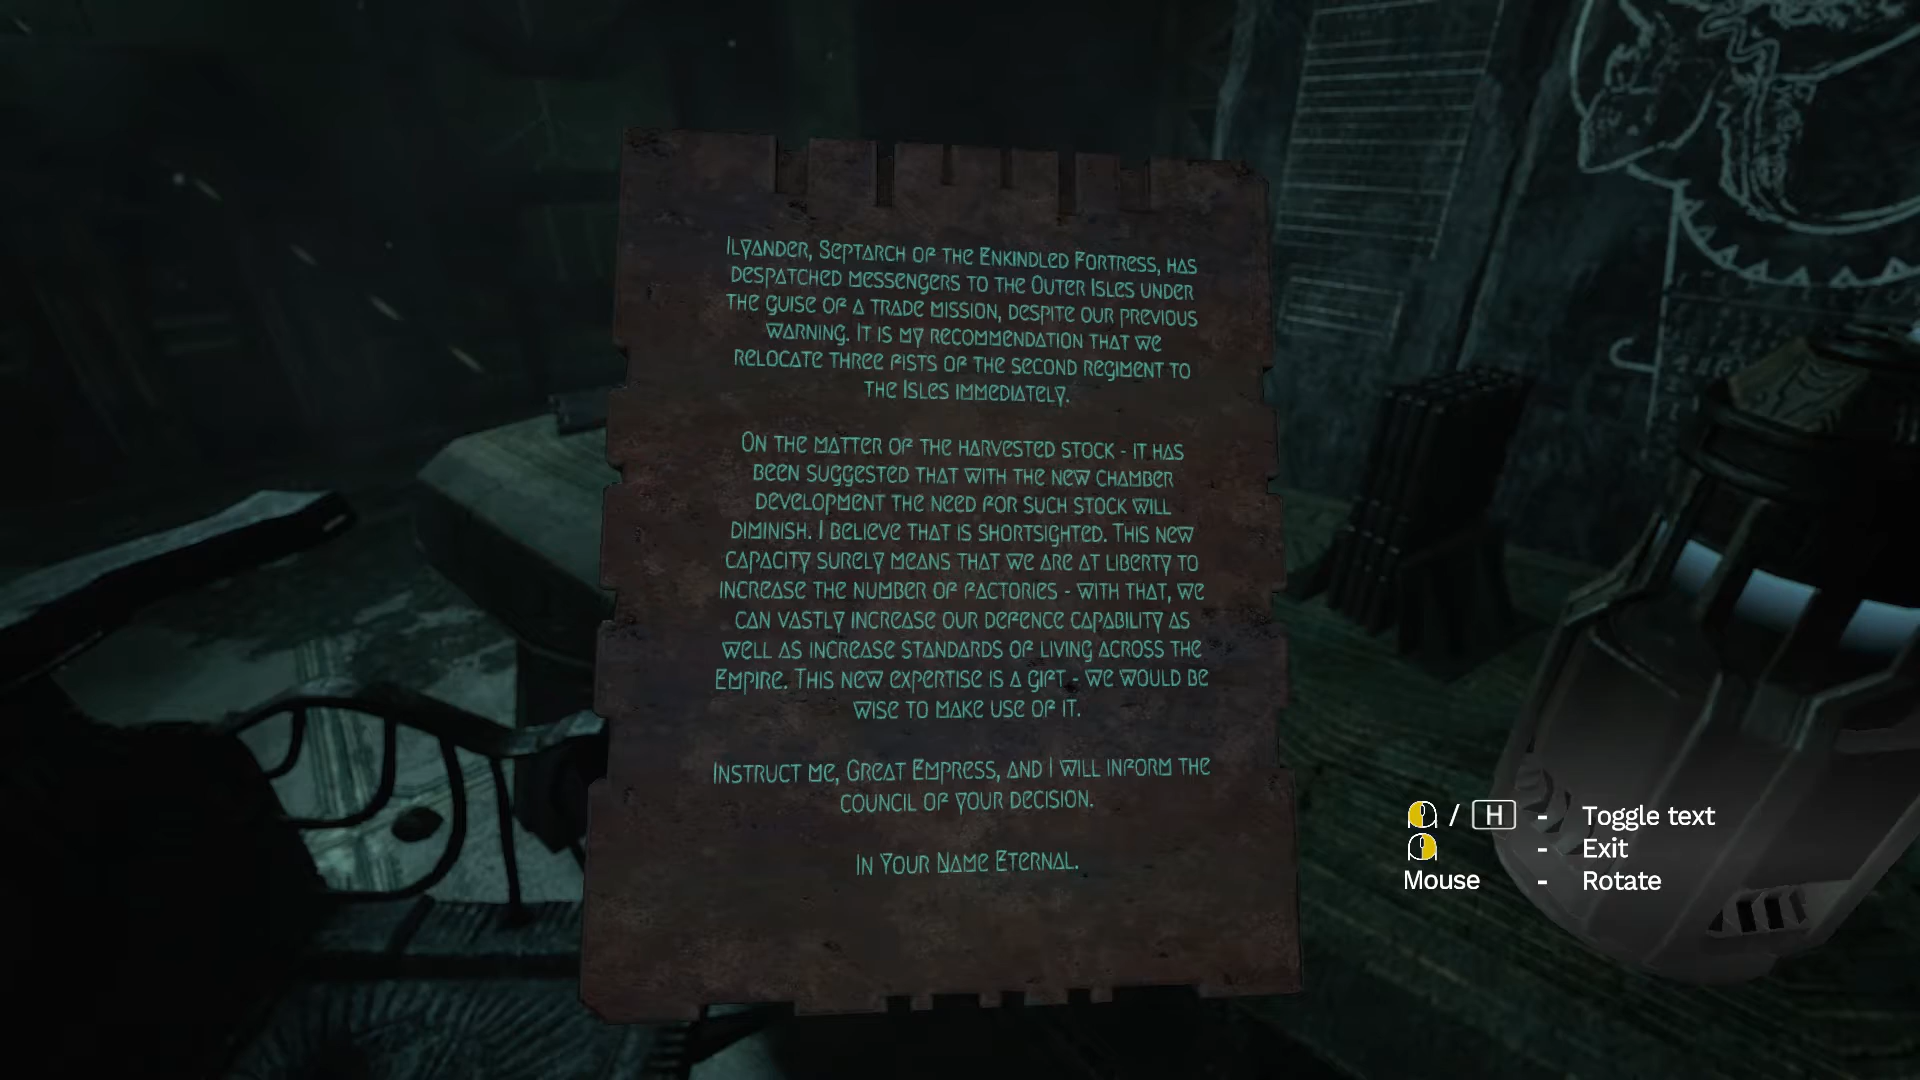 Ilyander, Septarch of the Enkindled Fortress, has
despatched messengers to the Outer Isles under
the guise of a trade mission, despite our previous
warning. It is my recommendation that we
relocate three fists of the second regiment to
the Isles immediately.
On the matter of the harvested stock - it has
been suggested that with the new chamber
development the need for such stock will
diminish. I believe that is shortsighted. This new
capacity surely means that we are at liberty to
increase the number of factories - with that, we
can vastly increase our defence capability as
well as increase standards of living across the
Empire. This new expertise is a gift - we would be
wise to make use of it.
Instruct me, Great Empress, and I will inform the
council of your decision.
In Your Name Eternal.
/ H - Toggle text
- Exit
Mouse - Rotate